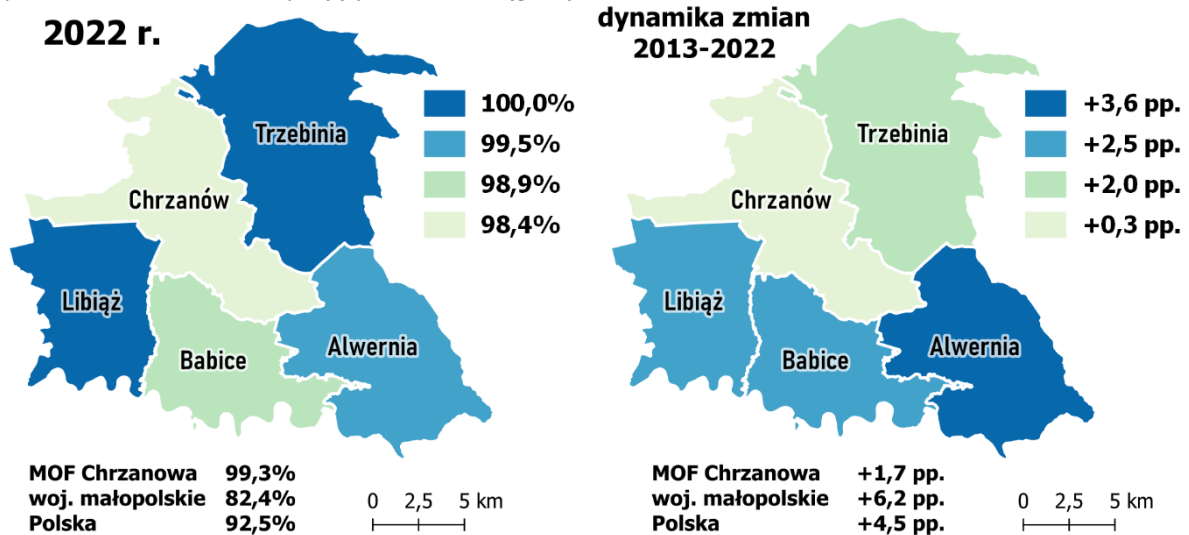 2022 r.
100,0%
99,5%
98,9%
98,4%
Trzebinia
Chrzanów
Libiąż
Babice
Alwernia
MOF Chrzanowa 99,3%
woj. małopolskie 82,4%
Polska 92,5%
0 2,5 5 km
dynamika zmian
2013-2022
+3,6 pp.
+2,5 pp.
+2,0 pp.
+0,3 pp.
Trzebinia
Chrzanów
Libiąż
Babice
Alwernia
MOF Chrzanowa +1,7 pp.
woj. małopolskie +6,2 pp.
Polska +4,5 pp.
0 2,5 5 km